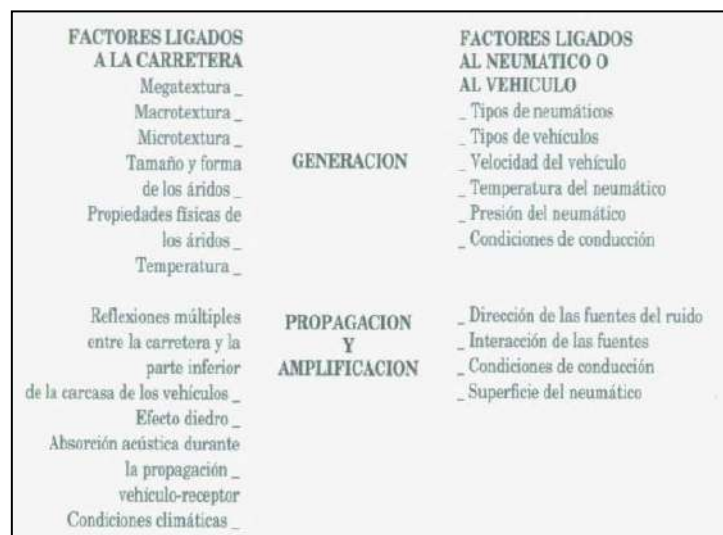 FACTORES LIGADOS
A LA CARRETERA
Megatextura _
Macrotextura _
Microtextura _
Tamaño y forma
de los áridos _
Propiedades físicas de
los áridos _
Temperatura _
GENERACION
FACTORES LIGADOS
AL NEUMATICO O
AL VEHICULO
_ Tipos de neumáticos
_ Tipos de vehículos
_ Velocidad del vehículo
_ Temperatura del neumático
_ Presión del neumático
_ Condiciones de conducción
Reflexiones múltiples
entre la carretera y la
parte inferior
de la carcasa de los vehículos _
Efecto diedro _
Absorción acústica durante
la propagación _
vehículo-receptor
Condiciones climáticas _
PROPAGACION
Y
AMPLIFICACION
_ Dirección de las fuentes del ruido
_ Interacción de las fuentes
_ Condiciones de conducción
_ Superficie del neumático